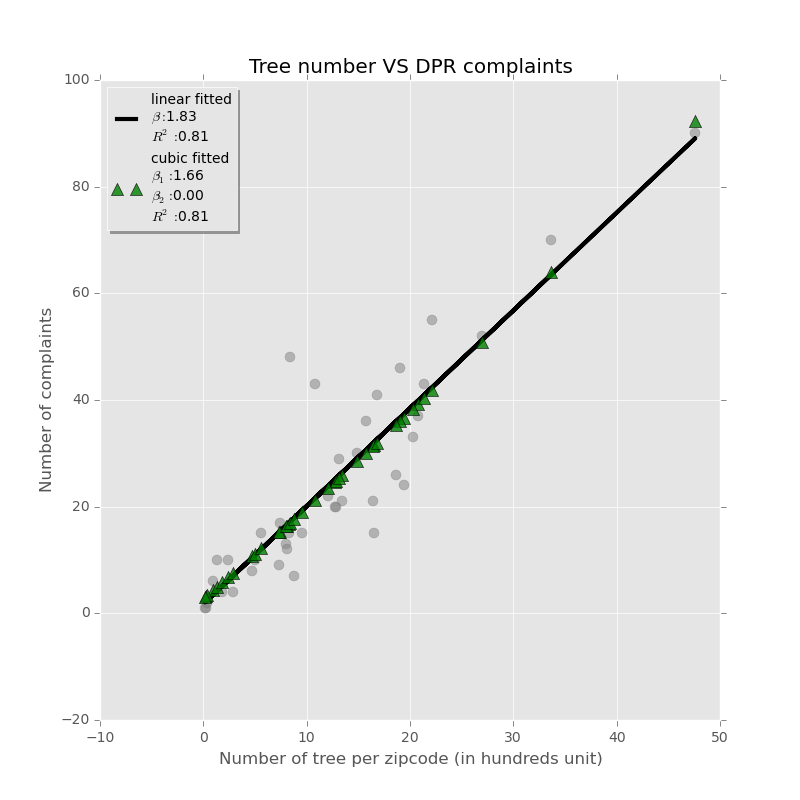 Tree number VS DPR complaints
linear fitted
β:1.83
R² :0.81
cubic fitted
β₁ :1.66
β₂ :0.00
R² :0.81
100
80
60
40
20
0
−20
Number of complaints
−10 0 10 20 30 40 50
Number of tree per zipcode (in hundreds unit)